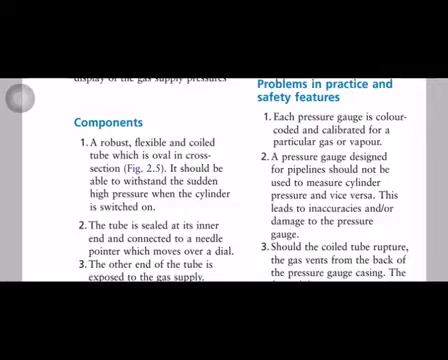 display of the gas supply pressures
Components
1. A robust, flexible and coiled
tube which is oval in cross-
section (Fig. 2.5). It should be
able to withstand the sudden
high pressure when the cylinder
is switched on.
2. The tube is sealed at its inner
end and connected to a needle
pointer which moves over a dial.
3. The other end of the tube is
exposed to the gas supply.
Problems in practice and
safety features
1. Each pressure gauge is colour-
coded and calibrated for a
particular gas or vapour.
2. A pressure gauge designed
for pipelines should not be
used to measure cylinder
pressure and vice versa. This
leads to inaccuracies and/or
damage to the pressure
gauge.
3. Should the coiled tube rupture,
the gas vents from the back of
the pressure gauge casing. The